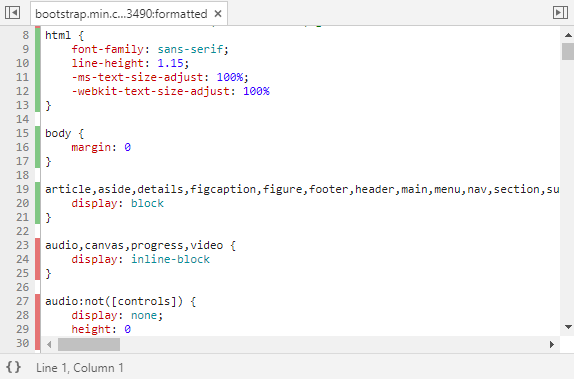 bootstrap.min.c...3490:formatted ×
8 html {
9 font-family: sans-serif;
10 line-height: 1.15;
11 -ms-text-size-adjust: 100%;
12 -webkit-text-size-adjust: 100%
13 }
14
15 body {
16 margin: 0
17 }
18
19 article,aside,details,figcaption,figure,footer,header,main,menu,nav,section,su
20 display: block
21 }
22
23 audio,canvas,progress,video {
24 display: inline-block
25 }
26
27 audio:not([controls]) {
28 display: none;
29 height: 0
30
{} Line 1, Column 1